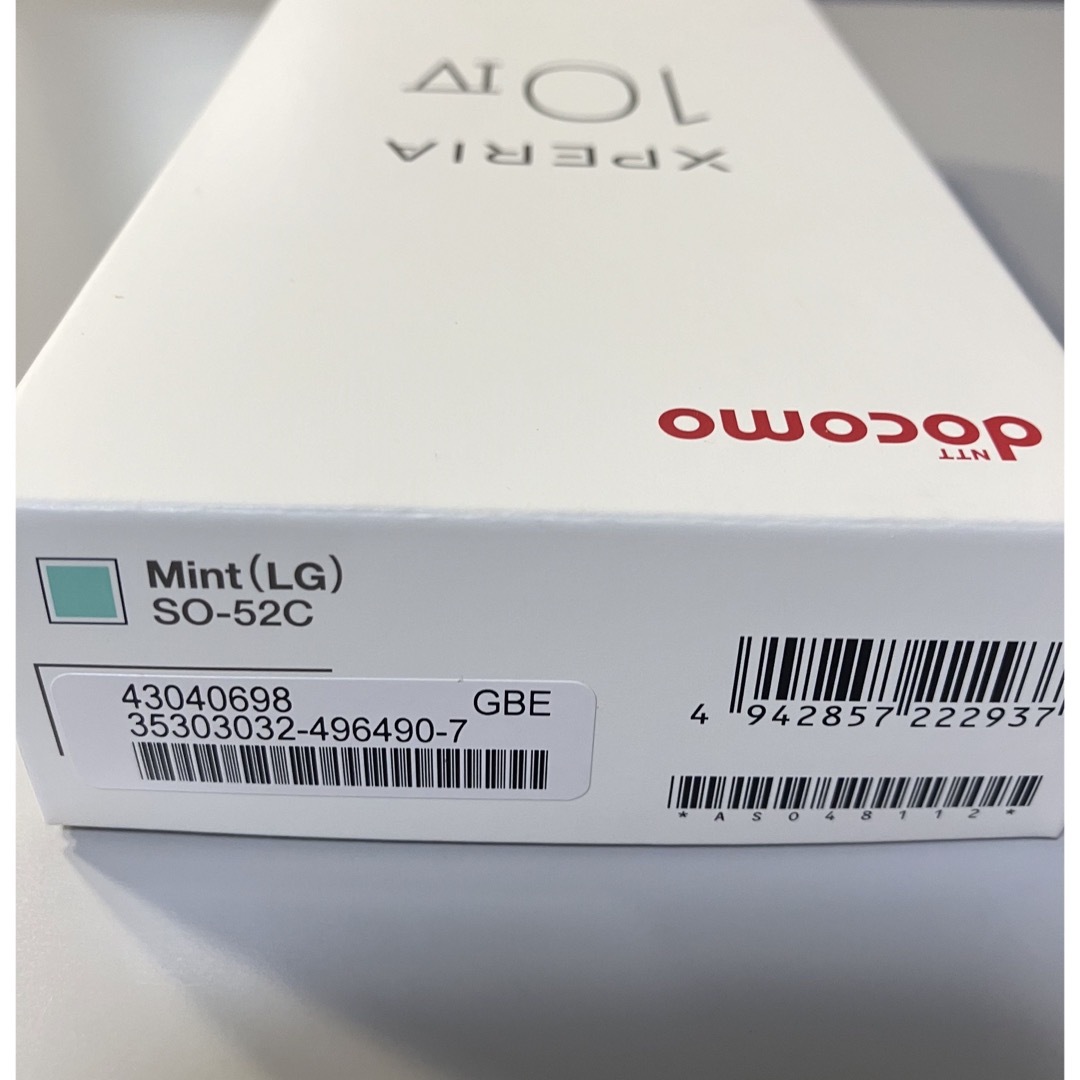 XPERIA
10 IV
NTT
docomo
Mint(LG)
SO-52C
43040698 GBE
35303032-496490-7
4 942857 222937
*AS048112*